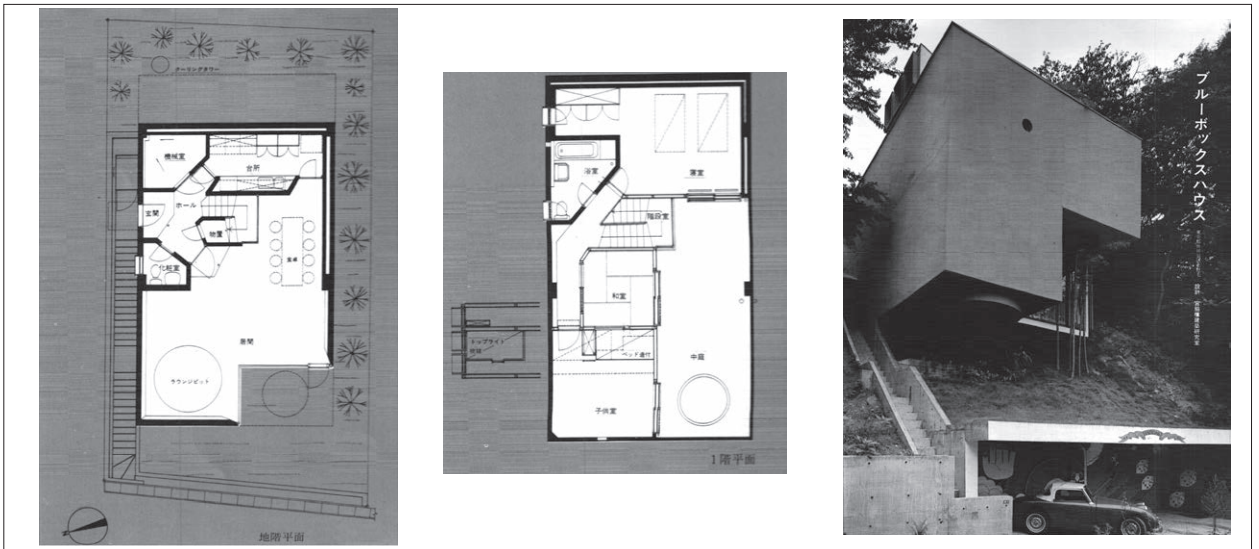 クーリングタワー
機械室
台所
玄関
ホール
物置
食卓
化粧室
居間
ラウンジピット
地階平面
浴室
寝室
階段室
和室
トップライト
ベッド造付
中庭
子供室
1階平面
ブルーボックスハウス